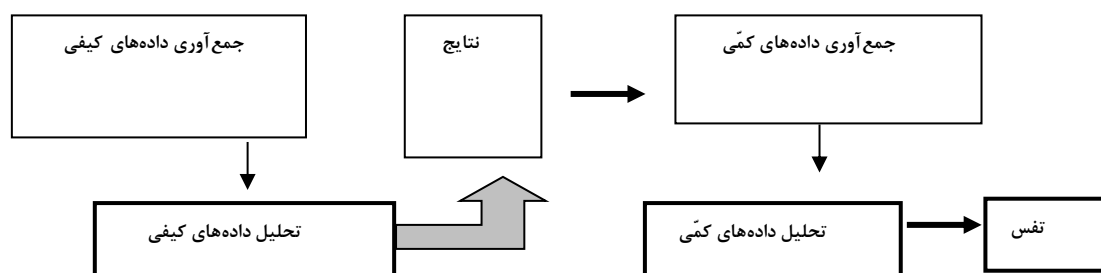 جمع‌آوری داده‌های کیفی
نتایج
جمع‌آوری داده‌های کمّی
تحلیل داده‌های کیفی
تحلیل داده‌های کمّی
تفس